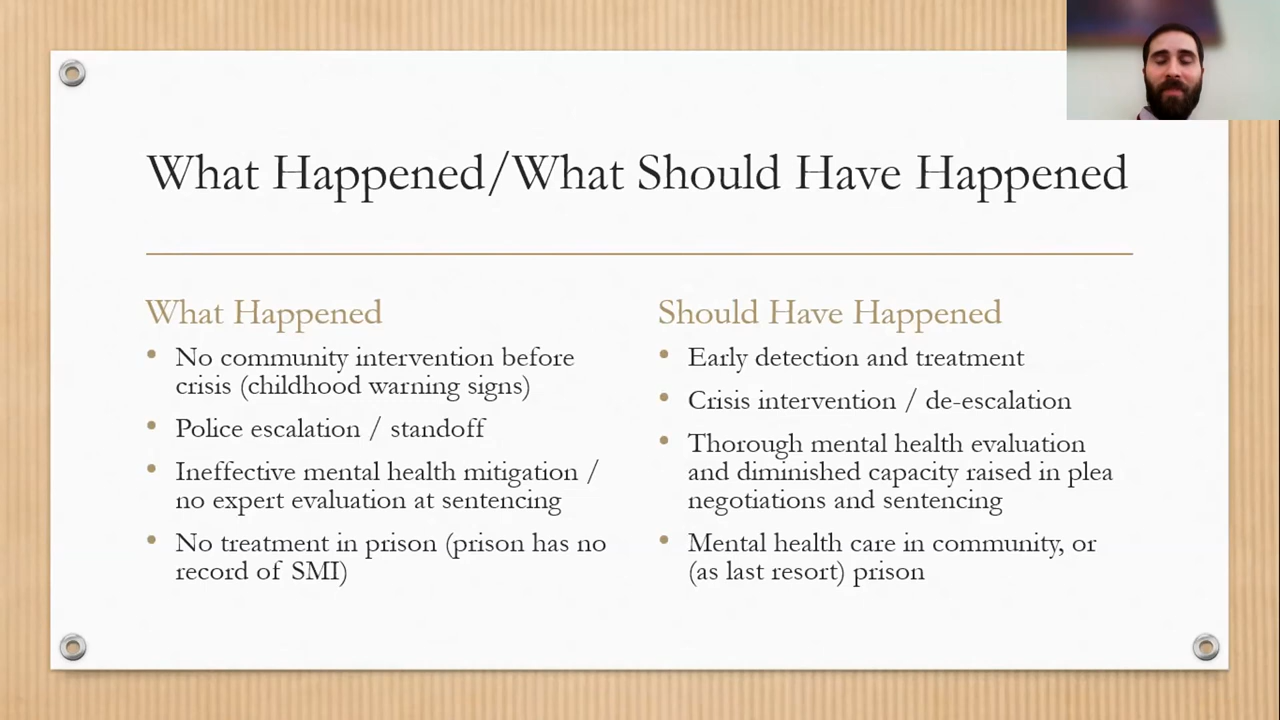 What Happened/What Should Have Happened
What Happened
• No community intervention before
crisis (childhood warning signs)
• Police escalation / standoff
• Ineffective mental health mitigation /
no expert evaluation at sentencing
• No treatment in prison (prison has no
record of SMI)
Should Have Happened
• Early detection and treatment
• Crisis intervention / de-escalation
• Thorough mental health evaluation
and diminished capacity raised in plea
negotiations and sentencing
• Mental health care in community, or
(as last resort) prison